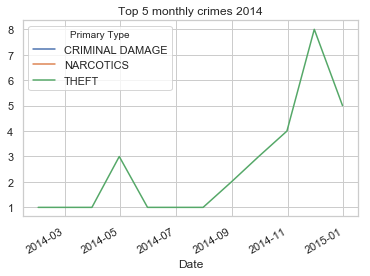 Top 5 monthly crimes 2014
8
7
6
5
4
3
2
1
Primary Type
CRIMINAL DAMAGE
NARCOTICS
THEFT
2014-03
2014-05
2014-07
2014-09
2014-11
2015-01
Date